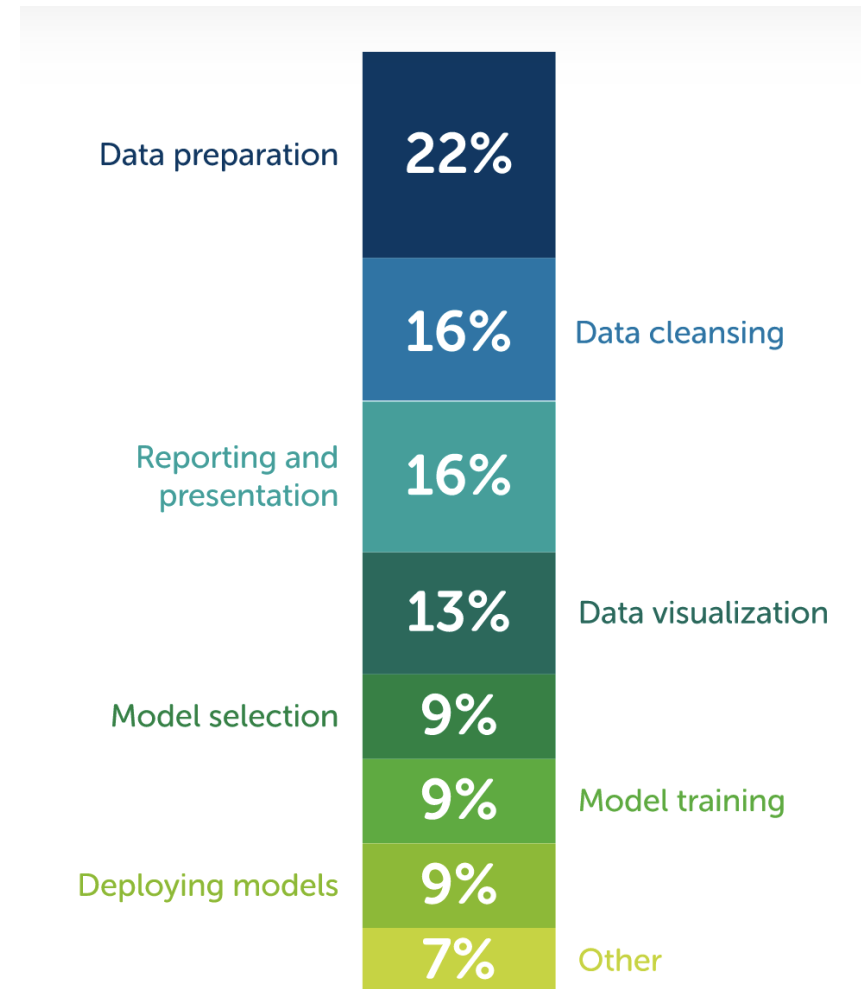 Data preparation
22%
16%
Data cleansing
Reporting and
presentation
16%
13%
Data visualization
Model selection
9%
9%
Model training
Deploying models
9%
7%
Other